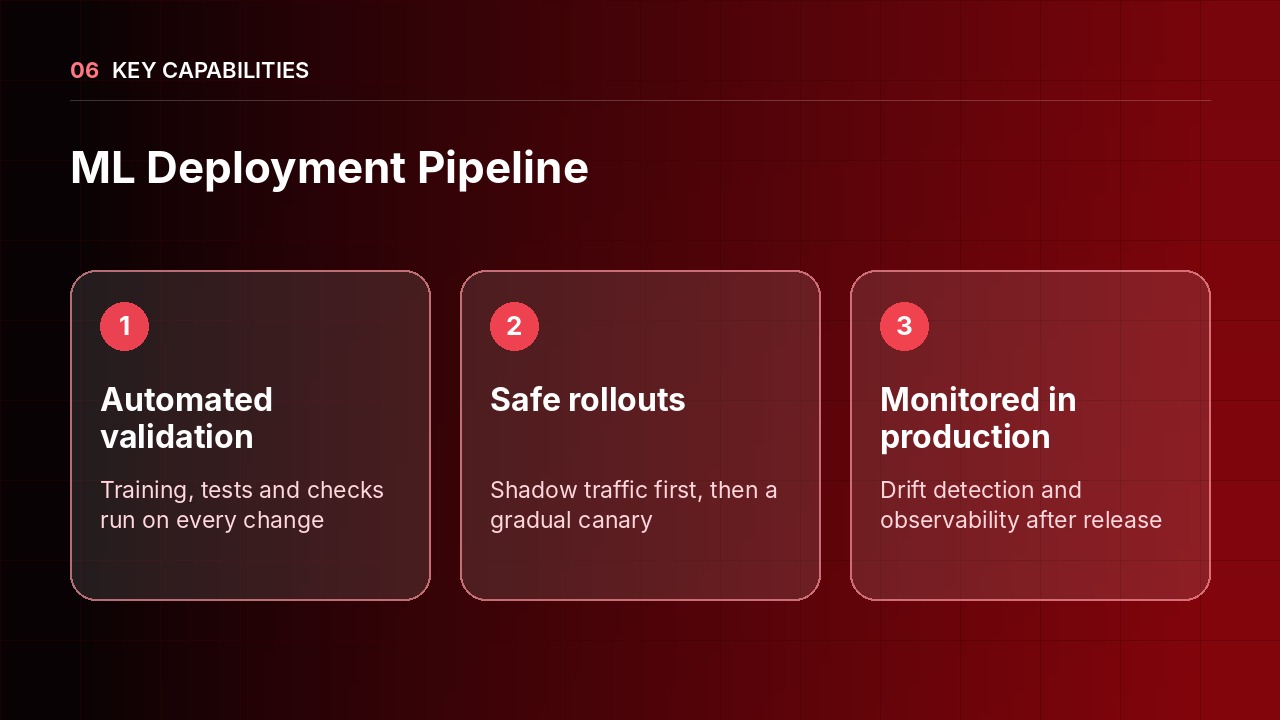 06 KEY CAPABILITIES
ML Deployment Pipeline
1
Automated
validation
Training, tests and checks
run on every change
2
Safe rollouts
Shadow traffic first, then a
gradual canary
3
Monitored in
production
Drift detection and
observability after release